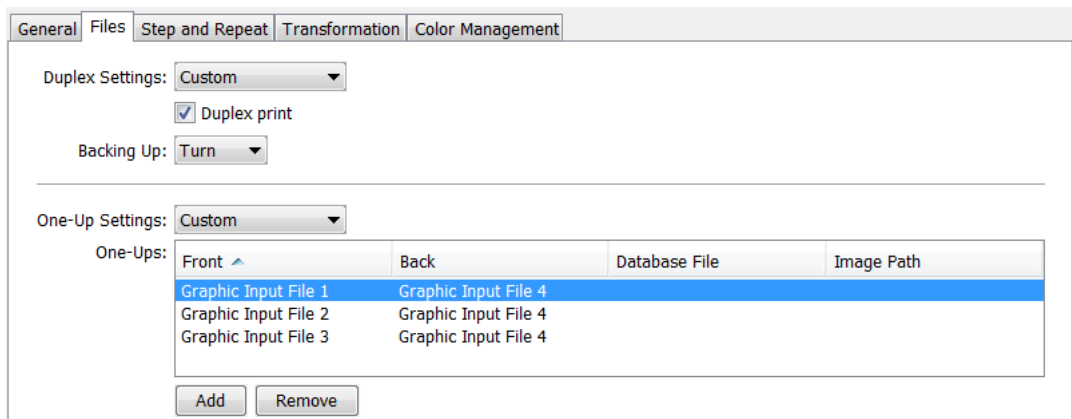 General Files Step and Repeat Transformation Color Management
Duplex Settings: Custom
Duplex print
Backing Up: Turn
One-Up Settings: Custom
One-Ups: Front Back Database File Image Path
Graphic Input File 1 Graphic Input File 4
Graphic Input File 2 Graphic Input File 4
Graphic Input File 3 Graphic Input File 4
Add Remove